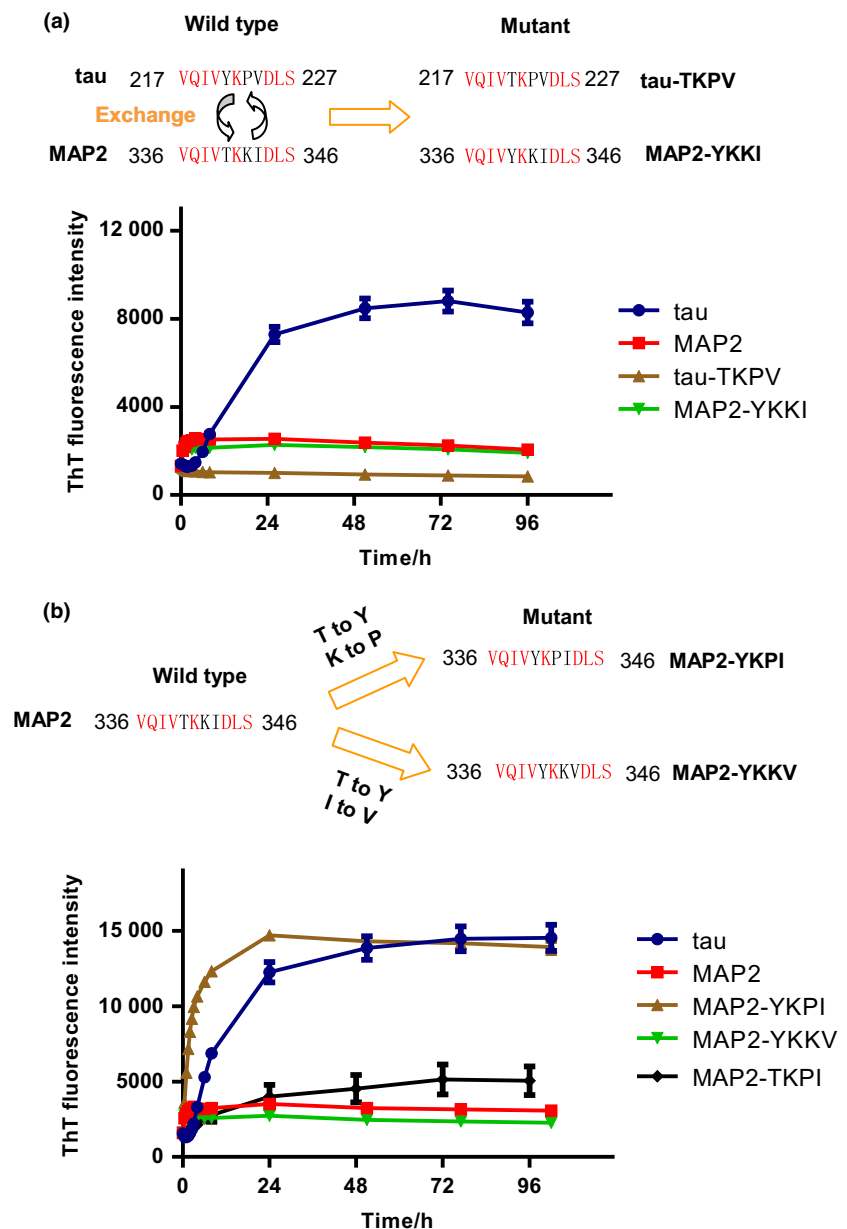 (a)
Wild type
Mutant
tau 217 VQIVYKPVDLS 227
217 VQIVTKPVDLS 227 tau-TKPV
Exchange
MAP2 336 VQIVTKKIDLS 346
336 VQIVYKKIDLS 346 MAP2-YKKI
ThT fluorescence intensity
12 000
8000
4000
0
0 24 48 72 96
Time/h
tau
MAP2
tau-TKPV
MAP2-YKKI
(b)
T to Y
K to P
Mutant
336 VQIVYKPIDLS 346 MAP2-YKPI
Wild type
MAP2 336 VQIVTKKIDLS 346
336 VQIVYKKVDLS 346 MAP2-YKKV
T to Y
I to V
ThT fluorescence intensity
15 000
10 000
5000
0
0 24 48 72 96
Time/h
tau
MAP2
MAP2-YKPI
MAP2-YKKV
MAP2-TKPI